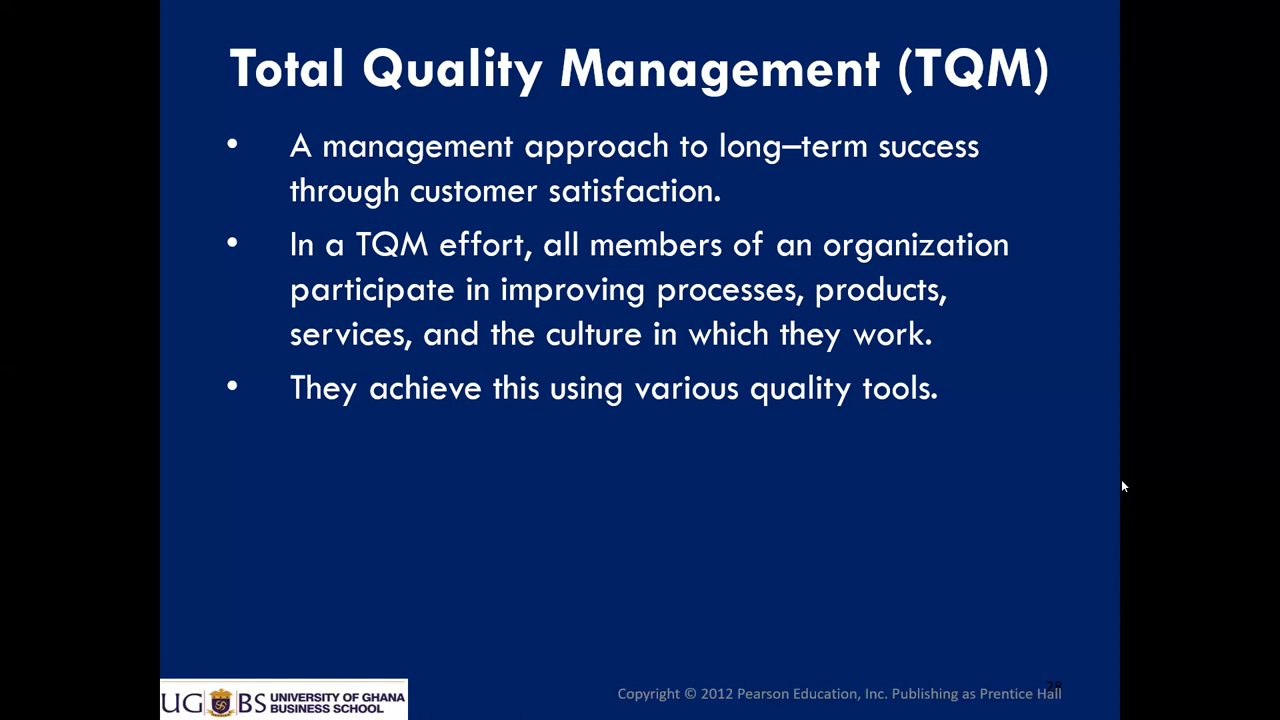 Total Quality Management (TQM)
• A management approach to long–term success
through customer satisfaction.
• In a TQM effort, all members of an organization
participate in improving processes, products,
services, and the culture in which they work.
• They achieve this using various quality tools.
UGBS UNIVERSITY OF GHANA
BUSINESS SCHOOL
28
Copyright © 2012 Pearson Education, Inc. Publishing as Prentice Hall